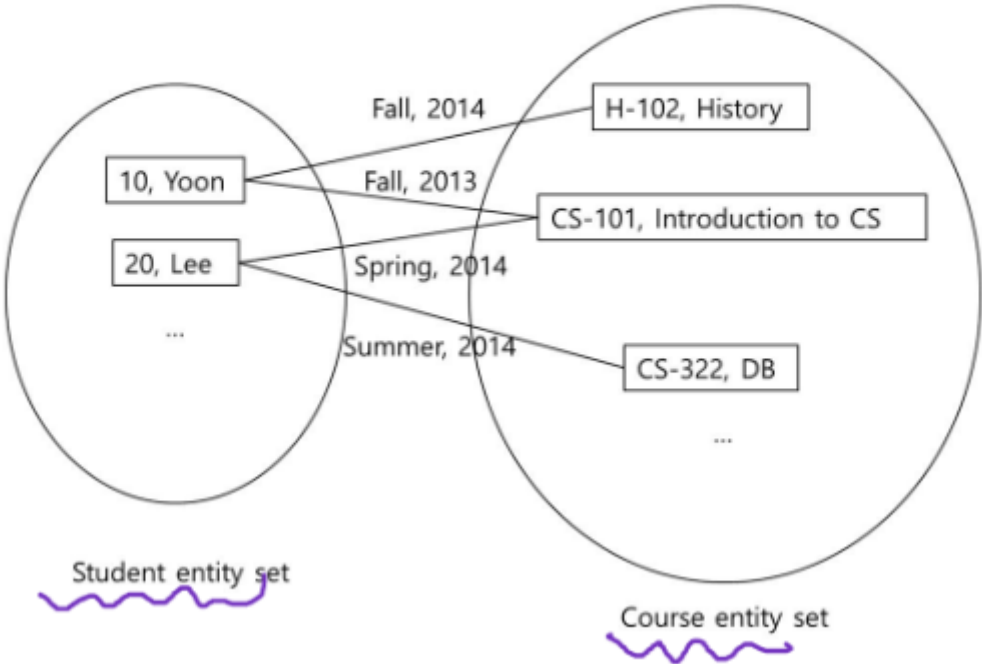 Fall, 2014
H-102, History
10, Yoon
Fall, 2013
CS-101, Introduction to CS
20, Lee
Spring, 2014
...
Summer, 2014
CS-322, DB
...
Student entity set
Course entity set